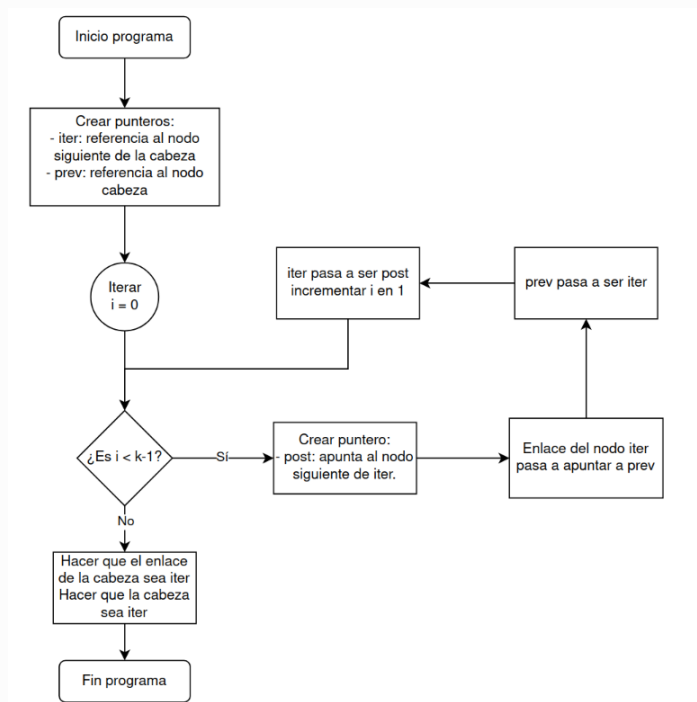 Inicio programa
Crear punteros:
- iter: referencia al nodo
siguiente de la cabeza
- prev: referencia al nodo
cabeza
Iterar
i = 0
iter pasa a ser post
incrementar i en 1
prev pasa a ser iter
¿Es i < k-1?
Sí
Crear puntero:
- post: apunta al nodo
siguiente de iter.
Enlace del nodo iter
pasa a apuntar a prev
No
Hacer que el enlace
de la cabeza sea iter
Hacer que la cabeza
sea iter
Fin programa